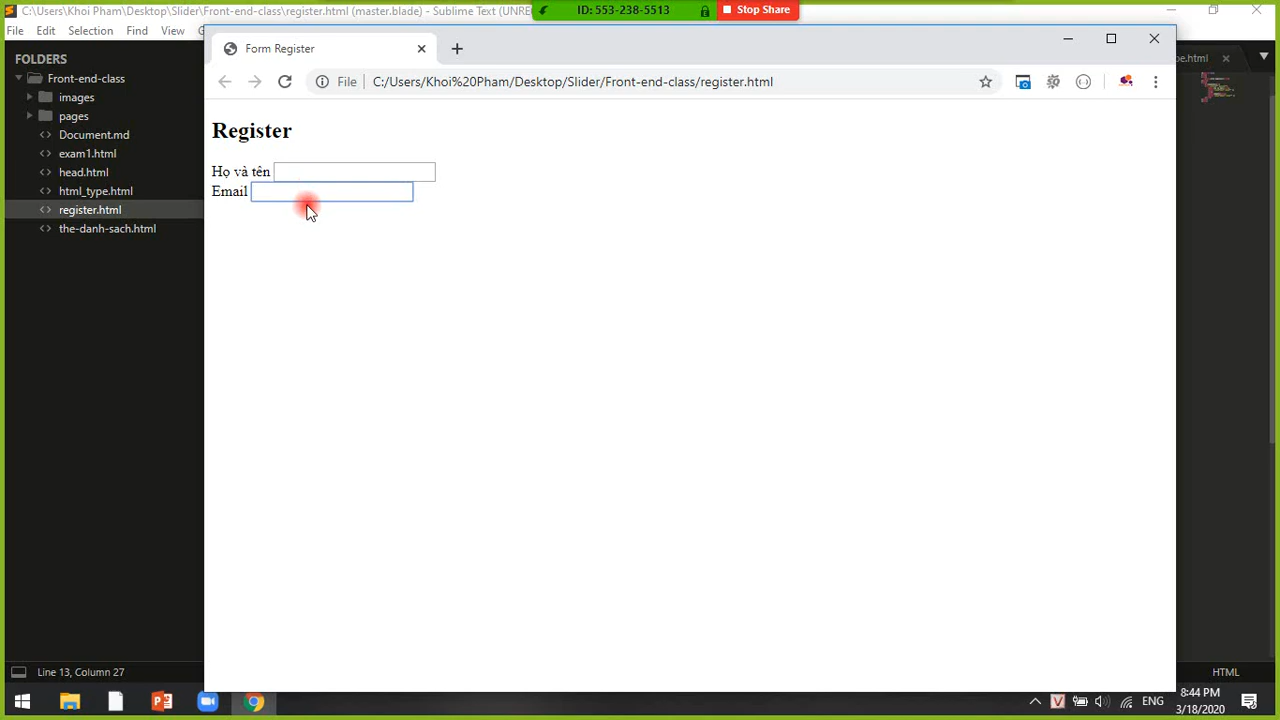 C:\Users\Khoi Pham\Desktop\Slider\Front-end-class\register.html (master.blade) - Sublime Text (UNRE
ID: 553-238-5513
Stop Share
File Edit Selection Find View G
Form Register
File C:/Users/Khoi%20Pham/Desktop/Slider/Front-end-class/register.html
pe.html
FOLDERS
Front-end-class
images
pages
Document.md
exam1.html
head.html
html_type.html
register.html
the-danh-sach.html
Register
Họ và tên
Email
Line 13, Column 27
HTML
ENG
8:44 PM
3/18/2020